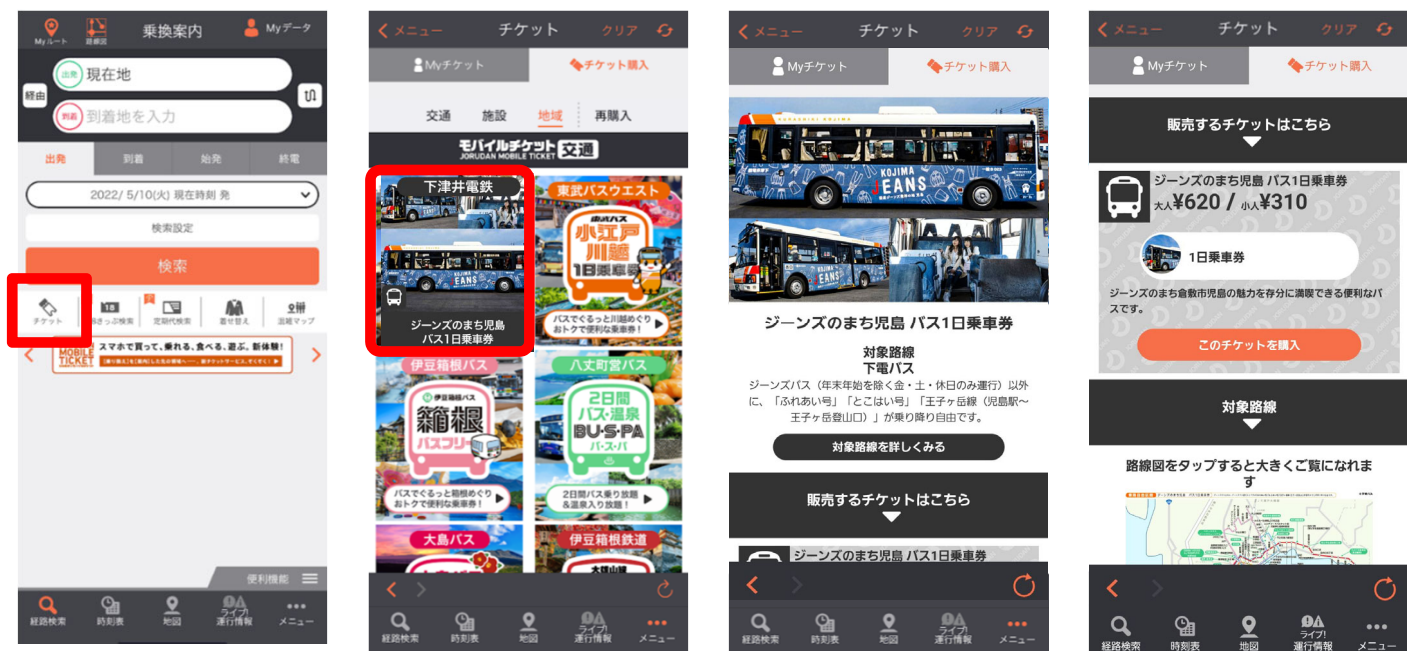 Myルート
路線図
乗換案内
Myデータ
出発
現在地
経由
到着
到着地を入力
出発
到着
始発
終電
2022/ 5/10(火) 現在時刻 発
検索設定
検索
チケット
定期代検索
着せ替え
混雑マップ
MOBILE
TICKET
スマホで買って、乗れる、食べる、遊ぶ。新体験!
便利機能
経路検索
時刻表
地図
ライブ!
運行情報
メニュー
メニュー
チケット
クリア
Myチケット
チケット購入
交通
施設
地域
再購入
モバイルチケット 交通
JORUDAN MOBILE TICKET
下津井電鉄
KOJIMA
JEANS
ジーンズのまち児島
バス1日乗車券
東武バスウエスト
東武バス
小江戸
川越
1日乗車券
バスでぐるっと川越めぐり
おトクで便利な乗車券!
伊豆箱根バス
伊豆箱根バス
箱根
バスフリー
バスでぐるっと箱根めぐり
おトクで便利な乗車券!
八丈町営バス
2日間
バス・温泉
BU・S・PA
バ・ス・パ
2日間バス乗り放題
&温泉入り放題!
大島バス
伊豆箱根鉄道
大雄山線
経路検索
時刻表
地図
ライブ!
運行情報
メニュー
メニュー
チケット
クリア
Myチケット
チケット購入
KURASHIKI KOJIMA
KOJIMA
JEANS
KOJIMA
JEANS
ジーンズのまち児島 バス1日乗車券
対象路線
下電バス
ジーンズバス（年末年始を除く金・土・休日のみ運行）以外
に、「ふれあい号」「とこはい号」「王子ヶ岳線（児島駅～
王子ヶ岳登山口）」が乗り降り自由です。
対象路線を詳しくみる
販売するチケットはこちら
ジーンズのまち児島 バス1日乗車券
経路検索
時刻表
地図
ライブ!
運行情報
メニュー
メニュー
チケット
クリア
Myチケット
チケット購入
販売するチケットはこちら
ジーンズのまち児島 バス1日乗車券
大人¥620 / 小人¥310
1日乗車券
ジーンズのまち倉敷市児島の魅力を存分に満喫できる便利なバ
スです。
このチケットを購入
対象路線
路線図をタップすると大きくご覧になれま
す
経路検索
時刻表
地図
ライブ!
運行情報
メニュー